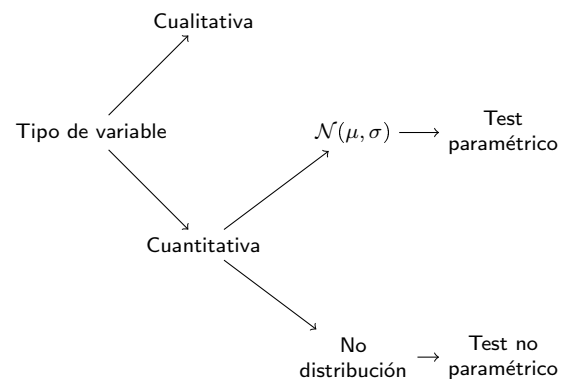 Cualitativa
Tipo de variable
𝒩(μ, σ)
Test
paramétrico
Cuantitativa
No
distribución
Test no
paramétrico